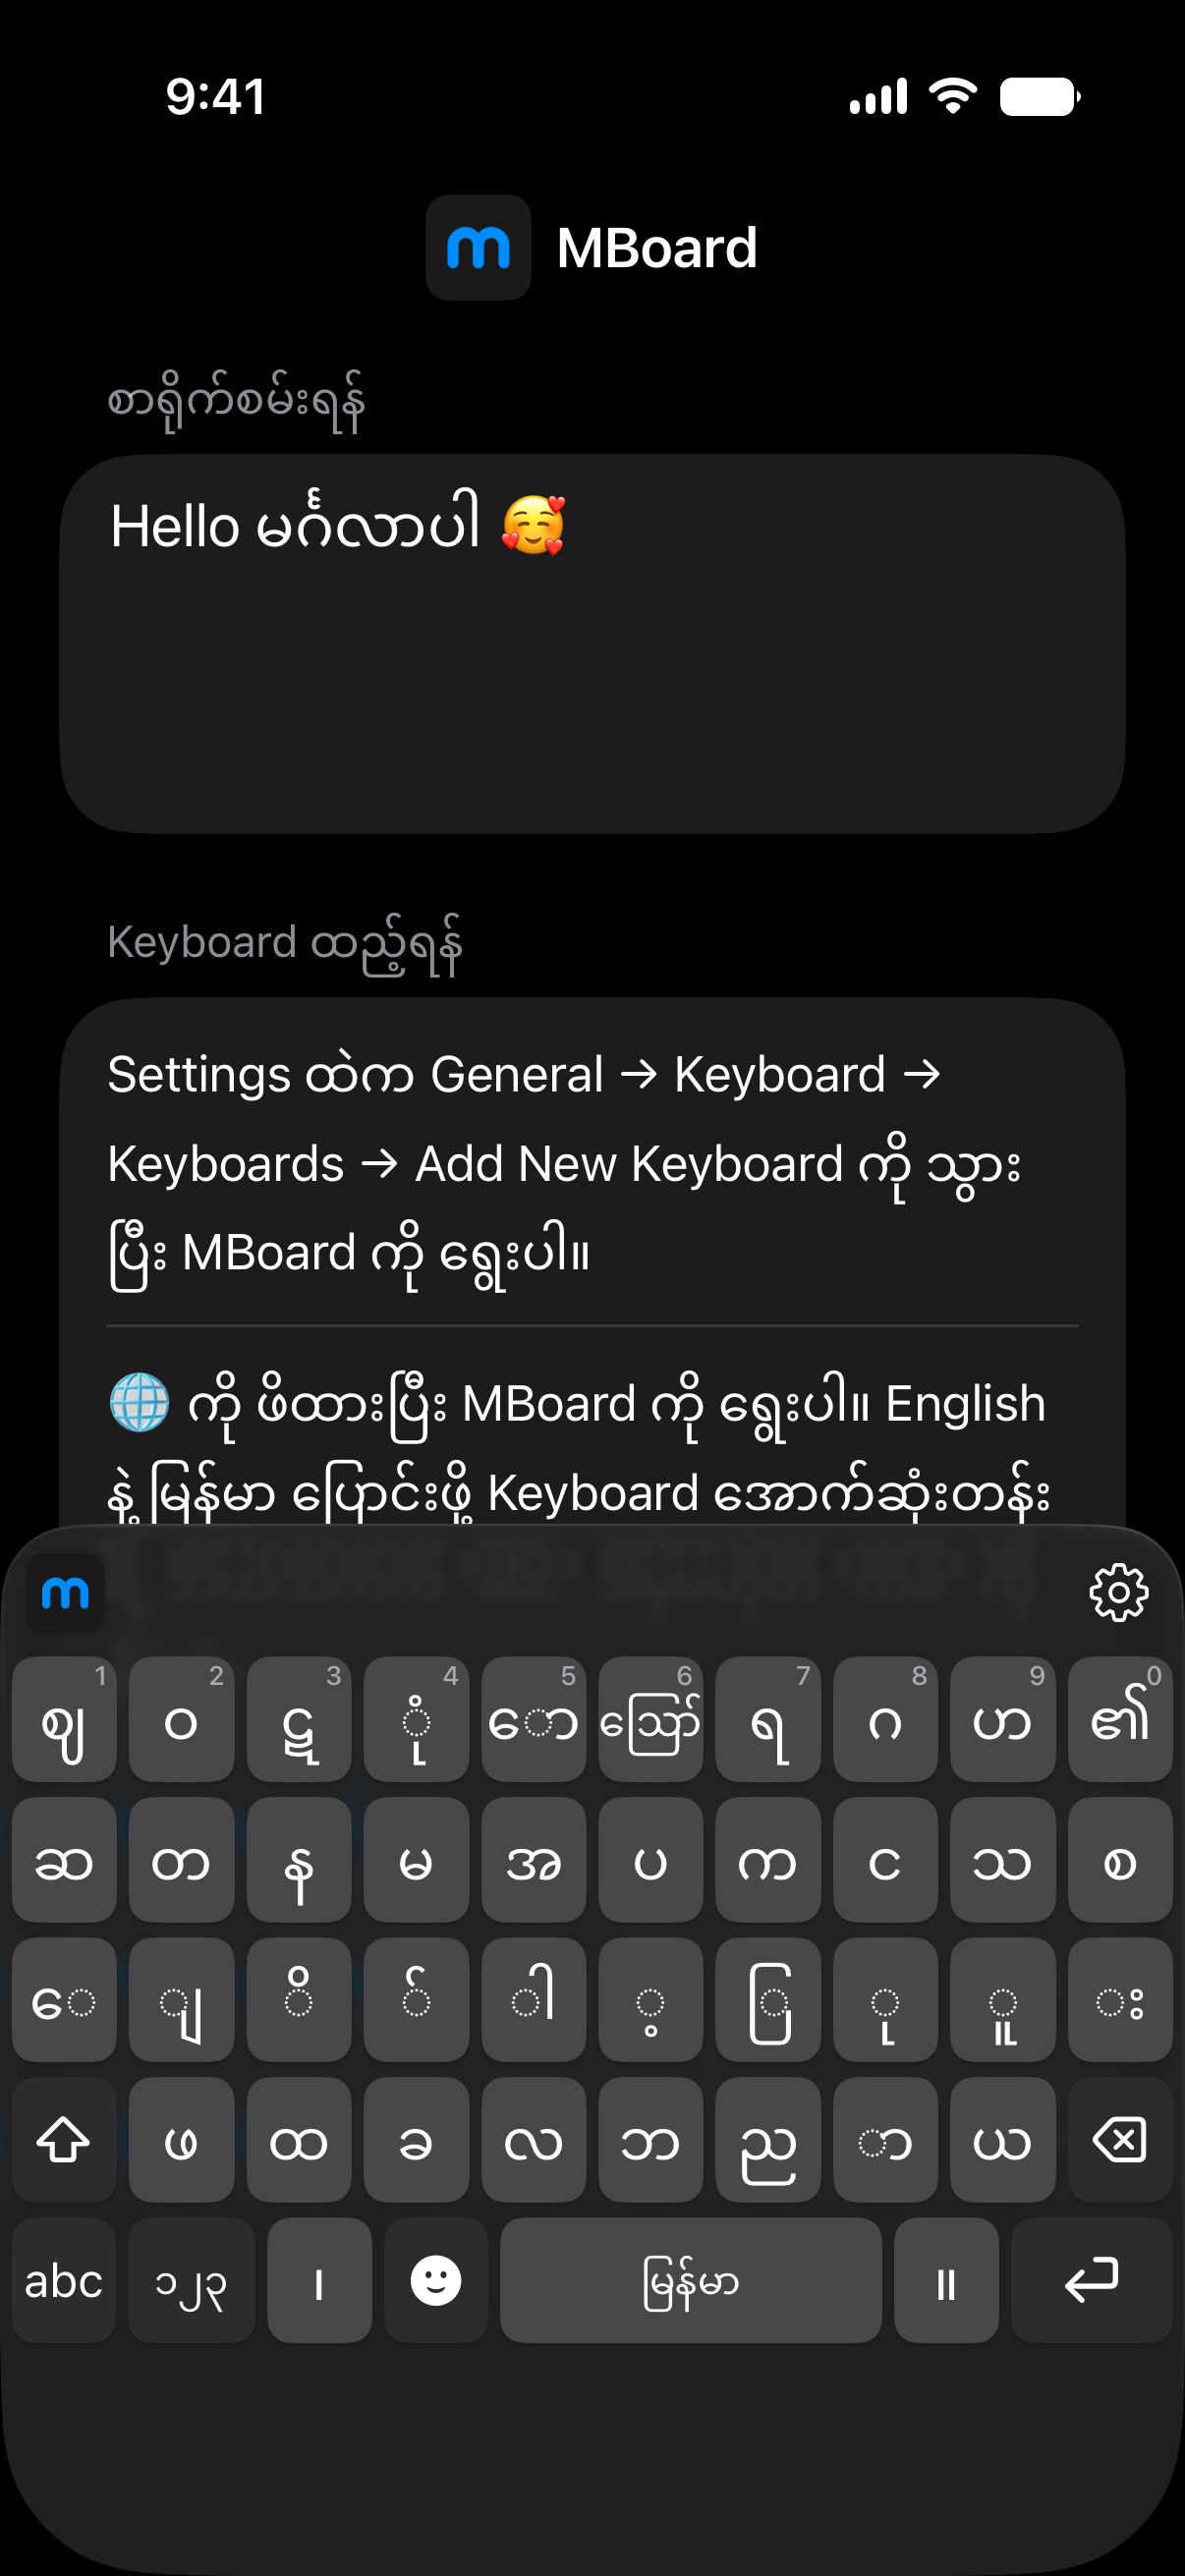 9:41
MBoard
စာရိုက်စမ်းရန်
Hello မင်္ဂလာပါ 🥰
Keyboard ထည့်ရန်
Settings ထဲက General → Keyboard →
Keyboards → Add New Keyboard ကို သွား
ပြီး MBoard ကို ရွေးပါ။
🌐 ကို ဖိထားပြီး MBoard ကို ရွေးပါ။ English
နဲ့ မြန်မာ ပြောင်းဖို့ Keyboard အောက်ဆုံးတန်း
1 2 3 4 5 6 7 8 9 0
ဈ ဝ ဋ ုံ ော ဩော် ရ ဂ ဟ ၏
ဆ တ န မ အ ပ က င သ စ
ေ ျ ိ ် ါ ့ ြ ု ူ း
ဖ ထ ခ လ ဘ ည ာ ယ
abc ၁၂၃ ၊ မြန်မာ ။